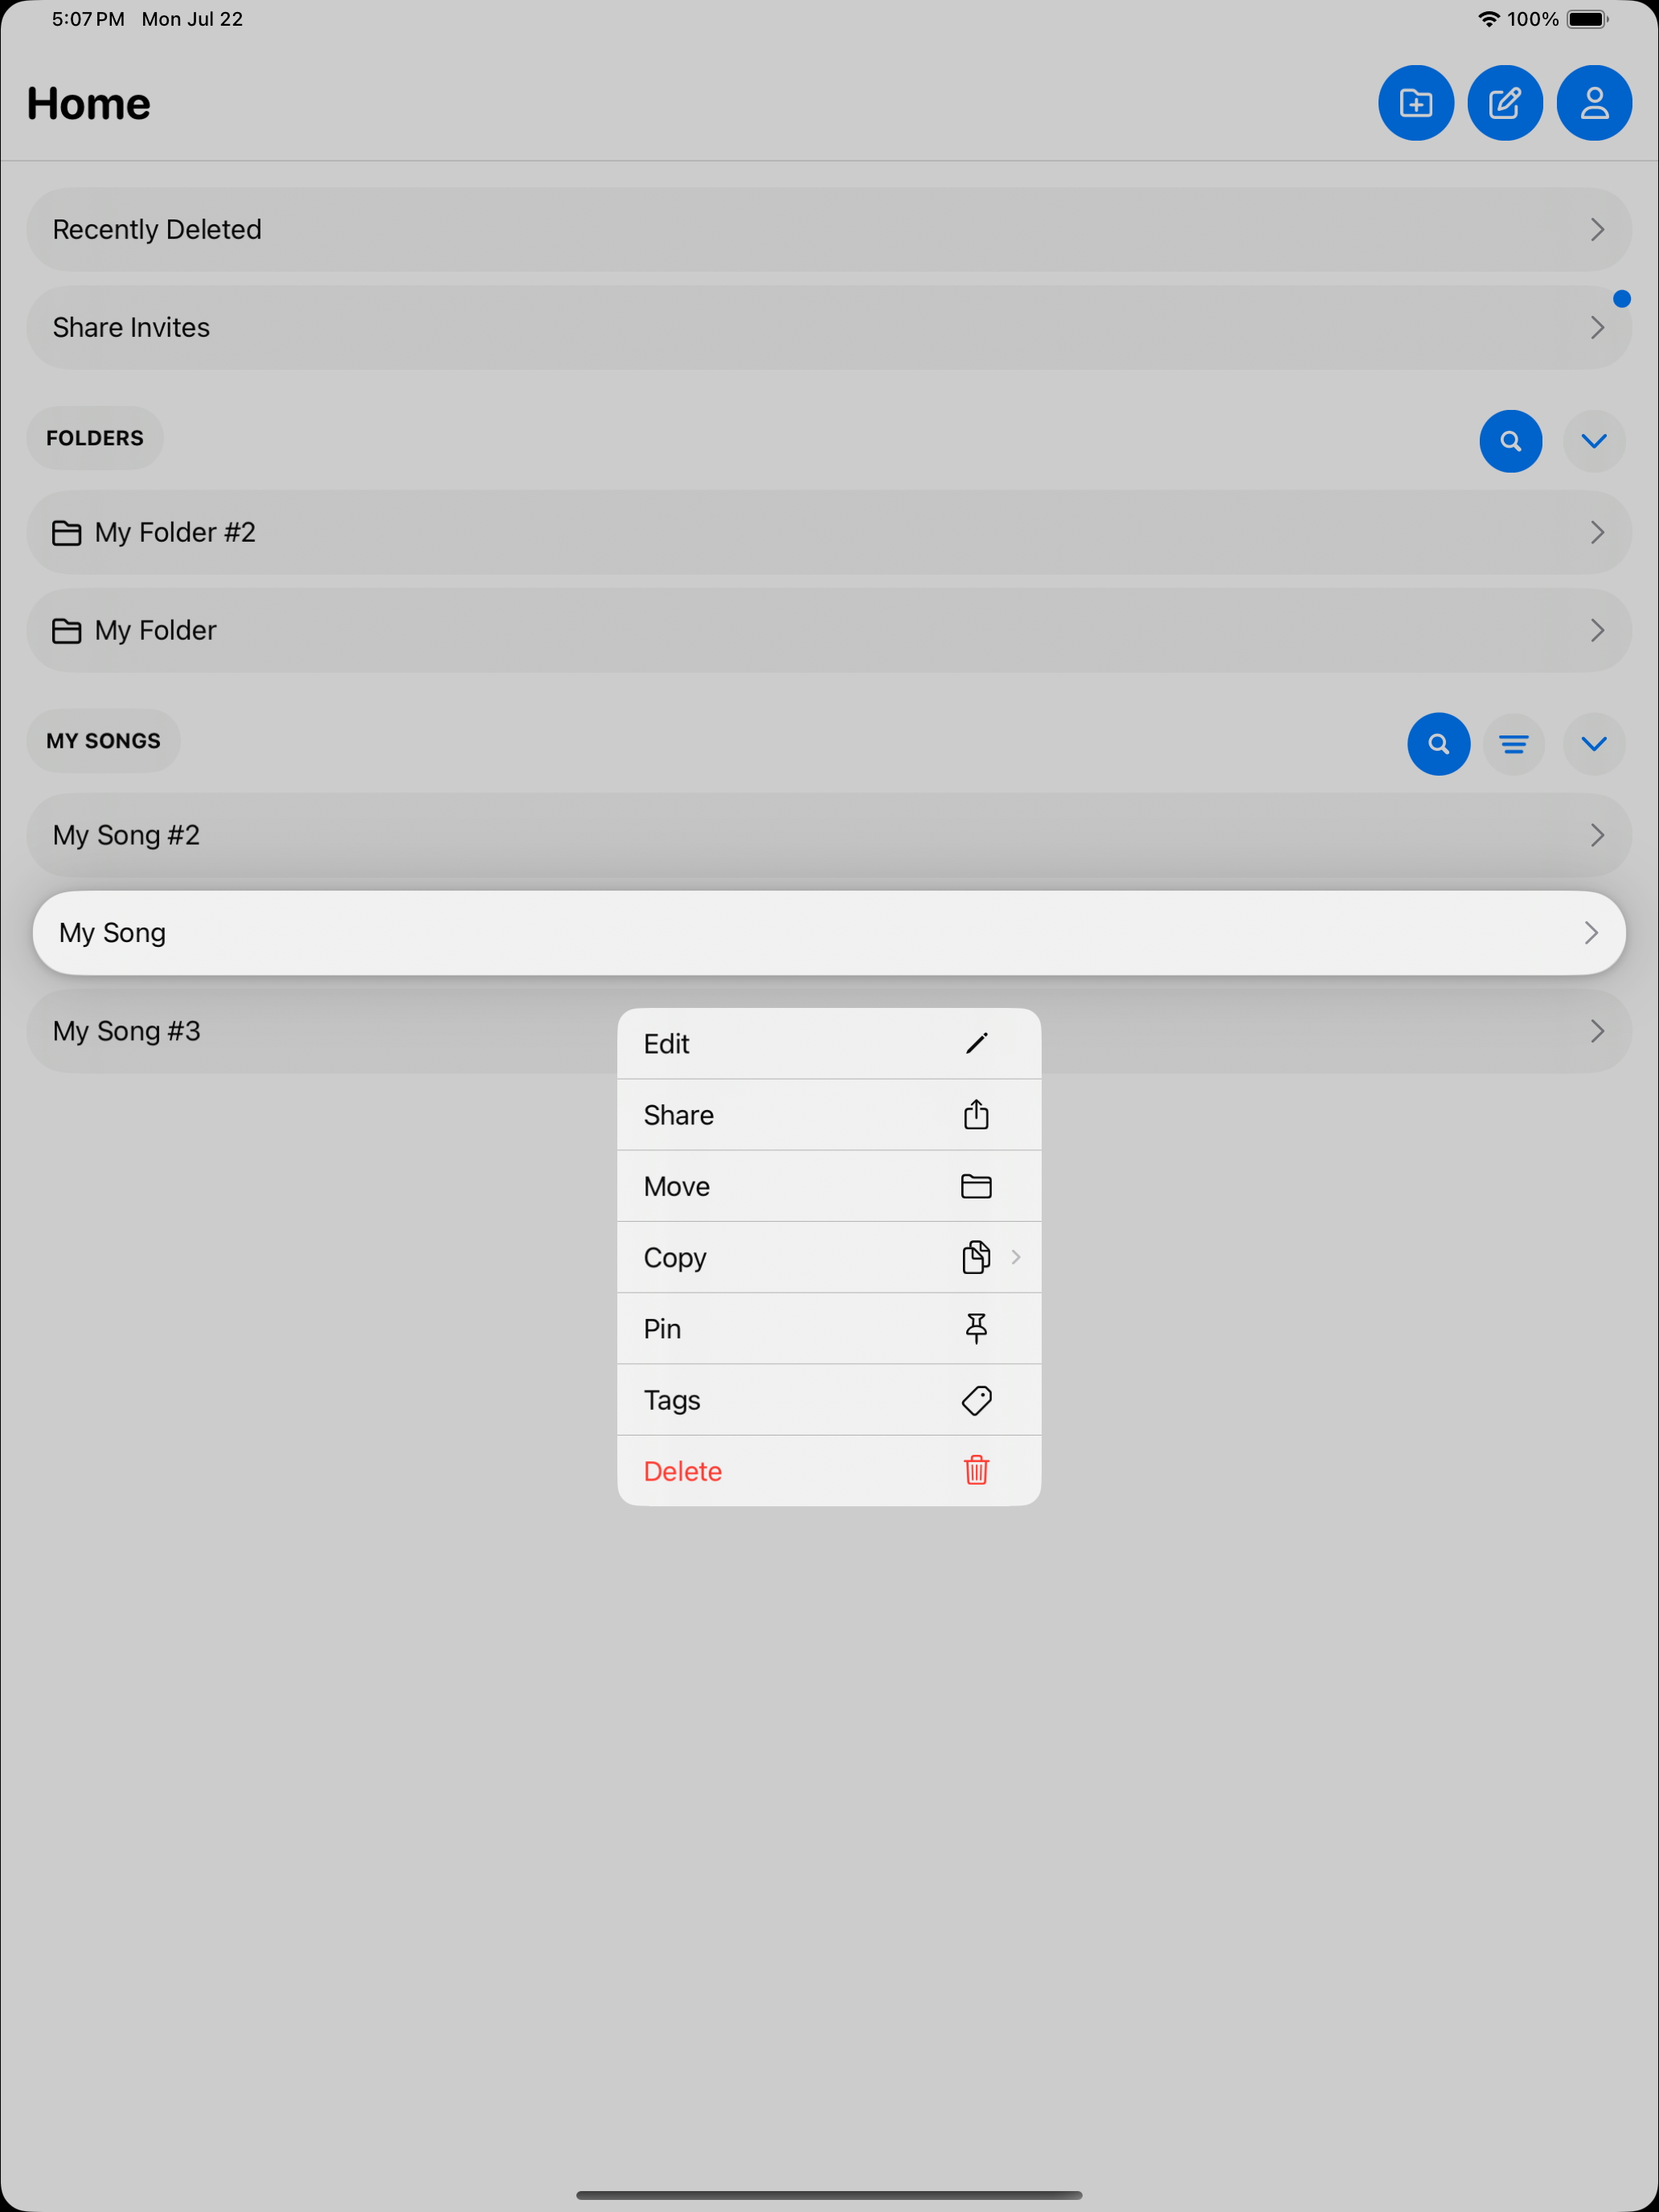 5:07 PM Mon Jul 22
100%
Home
Recently Deleted
Share Invites
FOLDERS
My Folder #2
My Folder
MY SONGS
My Song #2
My Song
My Song #3
Edit
Share
Move
Copy
Pin
Tags
Delete